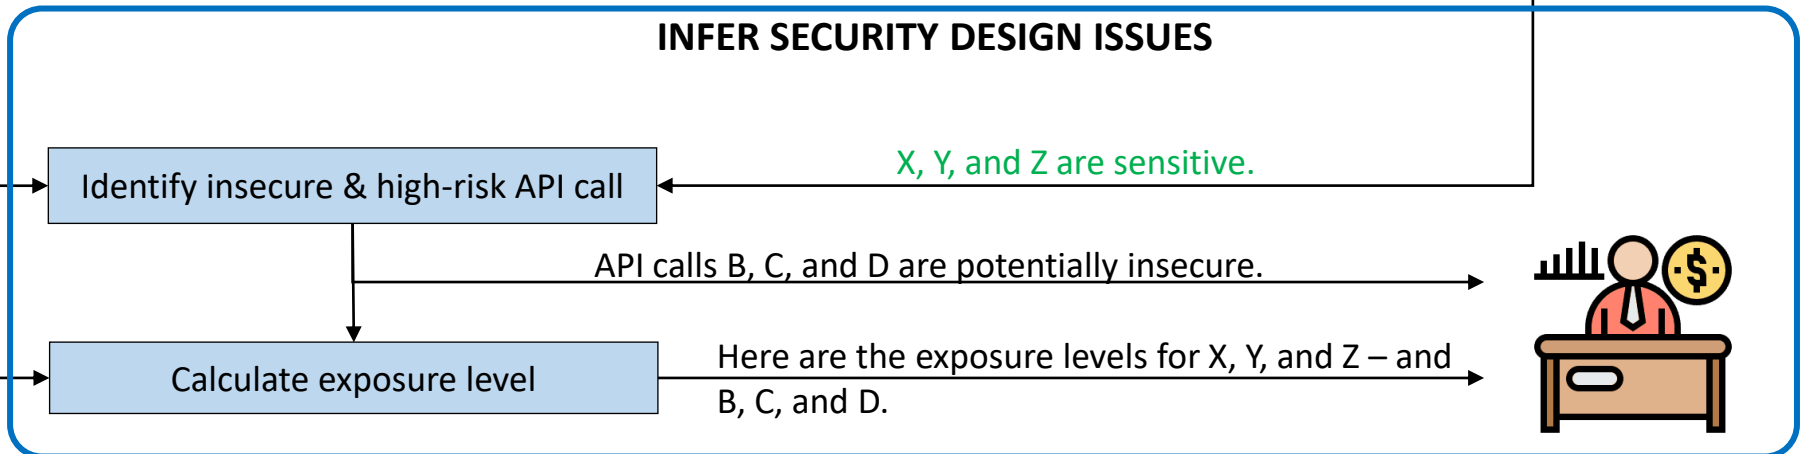 INFER SECURITY DESIGN ISSUES
X, Y, and Z are sensitive.
Identify insecure & high-risk API call
API calls B, C, and D are potentially insecure.
Here are the exposure levels for X, Y, and Z – and
B, C, and D.
Calculate exposure level
$